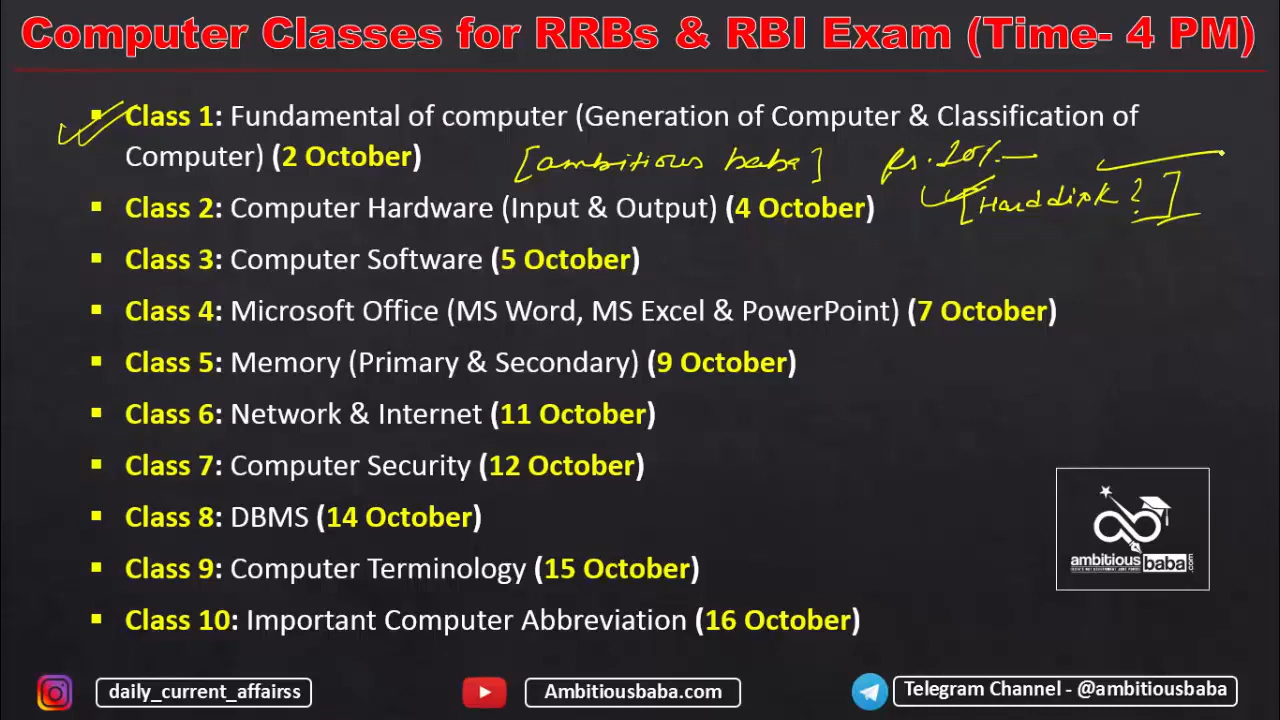 Computer Classes for RRBs & RBI Exam (Time- 4 PM)
Class 1: Fundamental of computer (Generation of Computer & Classification of
Computer) (2 October)
[ambitious baba]
Rs. 20/-
[Harddisk ?]
Class 2: Computer Hardware (Input & Output) (4 October)
Class 3: Computer Software (5 October)
Class 4: Microsoft Office (MS Word, MS Excel & PowerPoint) (7 October)
Class 5: Memory (Primary & Secondary) (9 October)
Class 6: Network & Internet (11 October)
Class 7: Computer Security (12 October)
Class 8: DBMS (14 October)
Class 9: Computer Terminology (15 October)
Class 10: Important Computer Abbreviation (16 October)
ambitious baba .com
daily_current_affairss
Ambitiousbaba.com
Telegram Channel - @ambitiousbaba